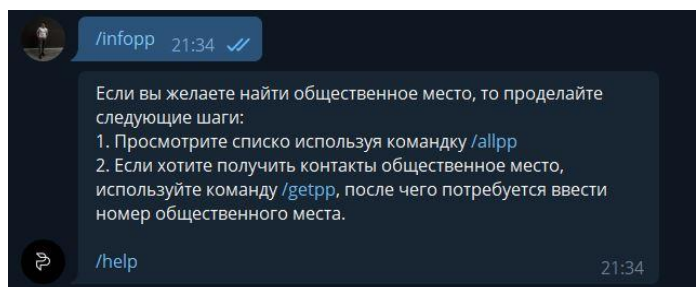 /infopp 21:34
Если вы желаете найти общественное место, то проделайте
следующие шаги:
1. Просмотрите списко используя командку /allpp
2. Если хотите получить контакты общественное место,
используйте команду /getpp, после чего потребуется ввести
номер общественного места.
/help 21:34